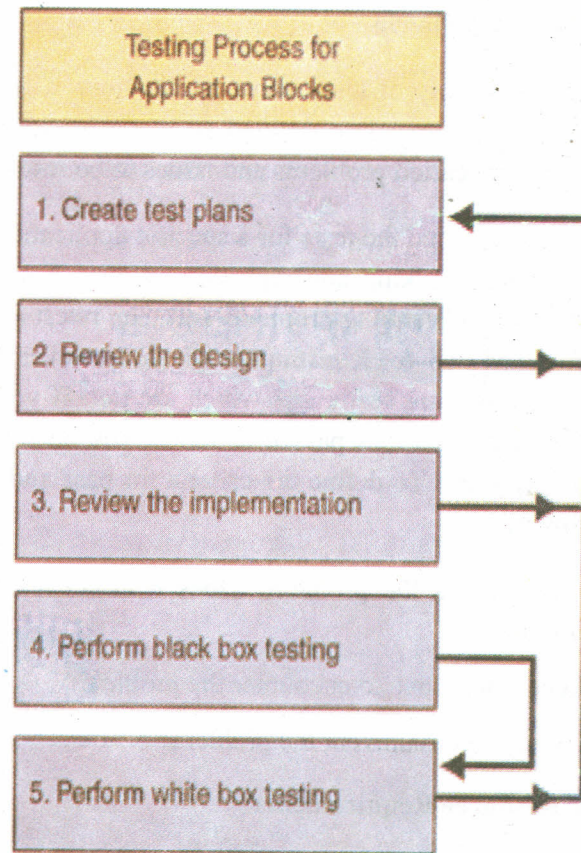 Testing Process for
Application Blocks
1. Create test plans
2. Review the design
3. Review the implementation
4. Perform black box testing
5. Perform white box testing